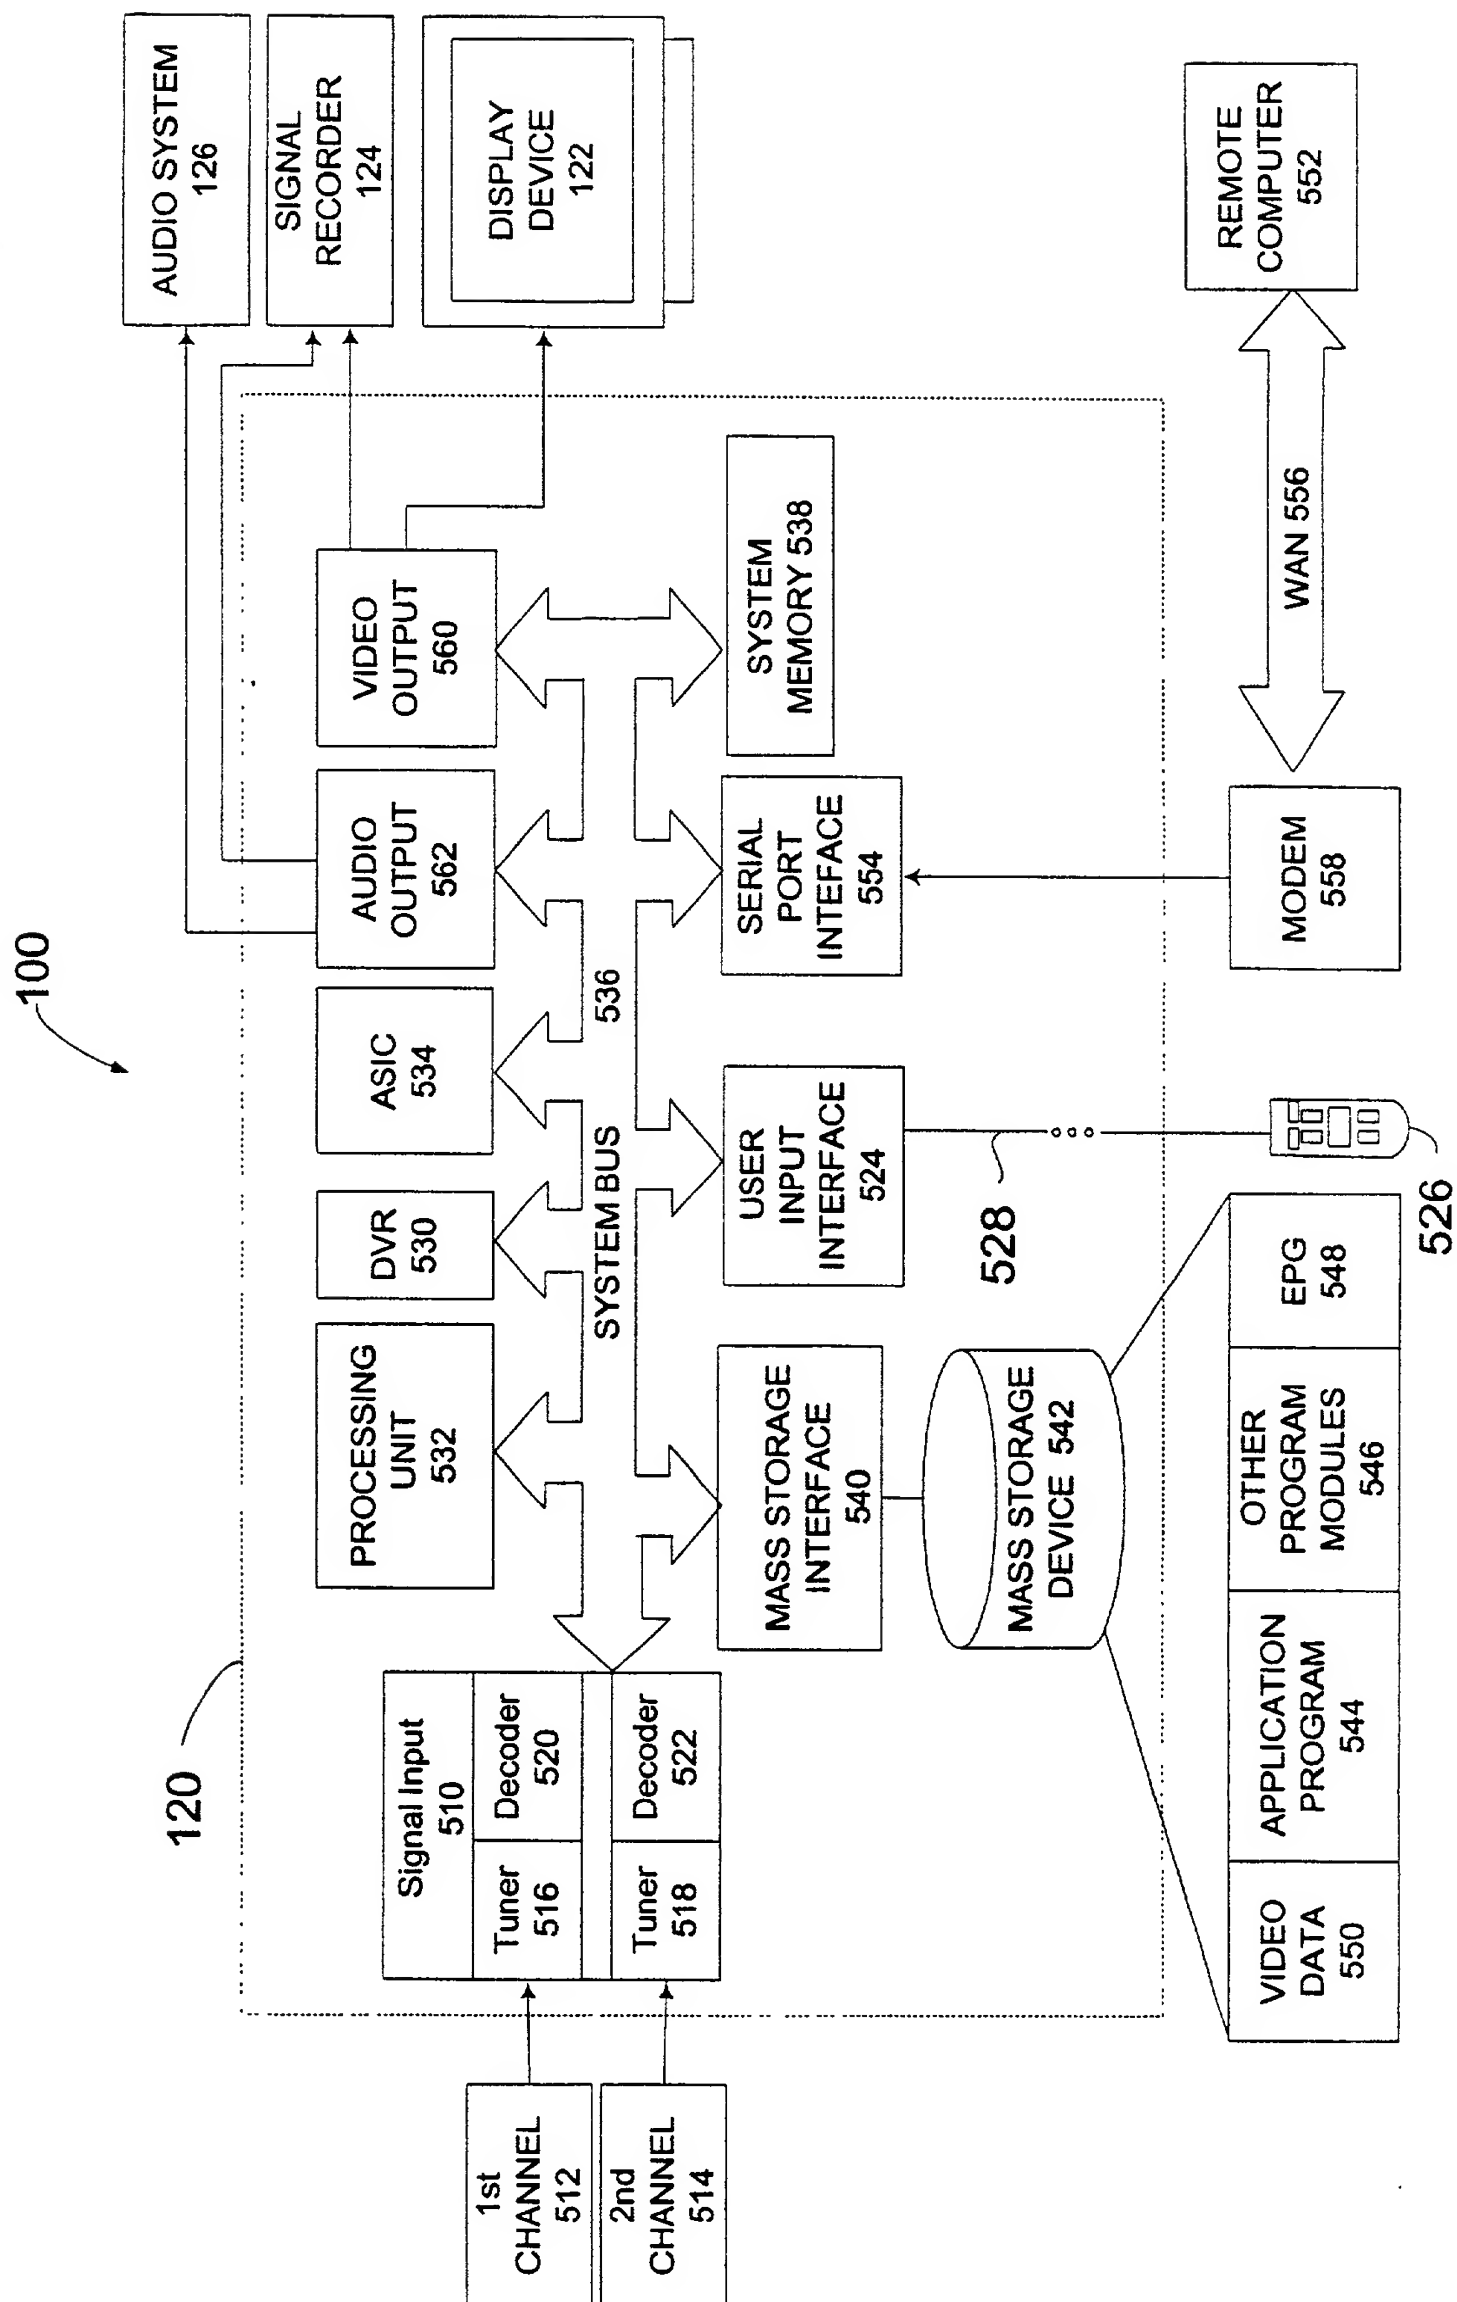 100
120
AUDIO SYSTEM
126
SIGNAL
RECORDER
124
DISPLAY
DEVICE
122
VIDEO
OUTPUT
560
AUDIO
OUTPUT
562
ASIC
534
DVR
530
PROCESSING
UNIT
532
Signal Input
510
Tuner
516
Decoder
520
Tuner
518
Decoder
522
1st
CHANNEL
512
2nd
CHANNEL
514
SYSTEM BUS
536
MASS STORAGE
INTERFACE
540
USER
INPUT
INTERFACE
524
SERIAL
PORT
INTEFACE
554
SYSTEM
MEMORY 538
MASS STORAGE
DEVICE 542
528
526
VIDEO
DATA
550
APPLICATION
PROGRAM
544
OTHER
PROGRAM
MODULES
546
EPG
548
MODEM
558
WAN 556
REMOTE
COMPUTER
552